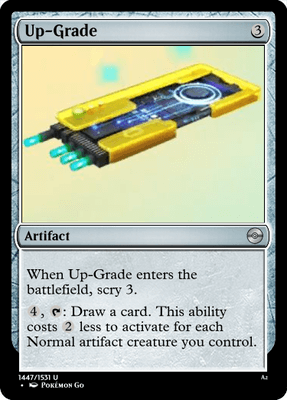 Up-Grade 3
Artifact
When Up-Grade enters the
battlefield, scry 3.
4, : Draw a card. This ability
costs 2 less to activate for each
Normal artifact creature you control.
1447/1531 U
• Pokémon Go